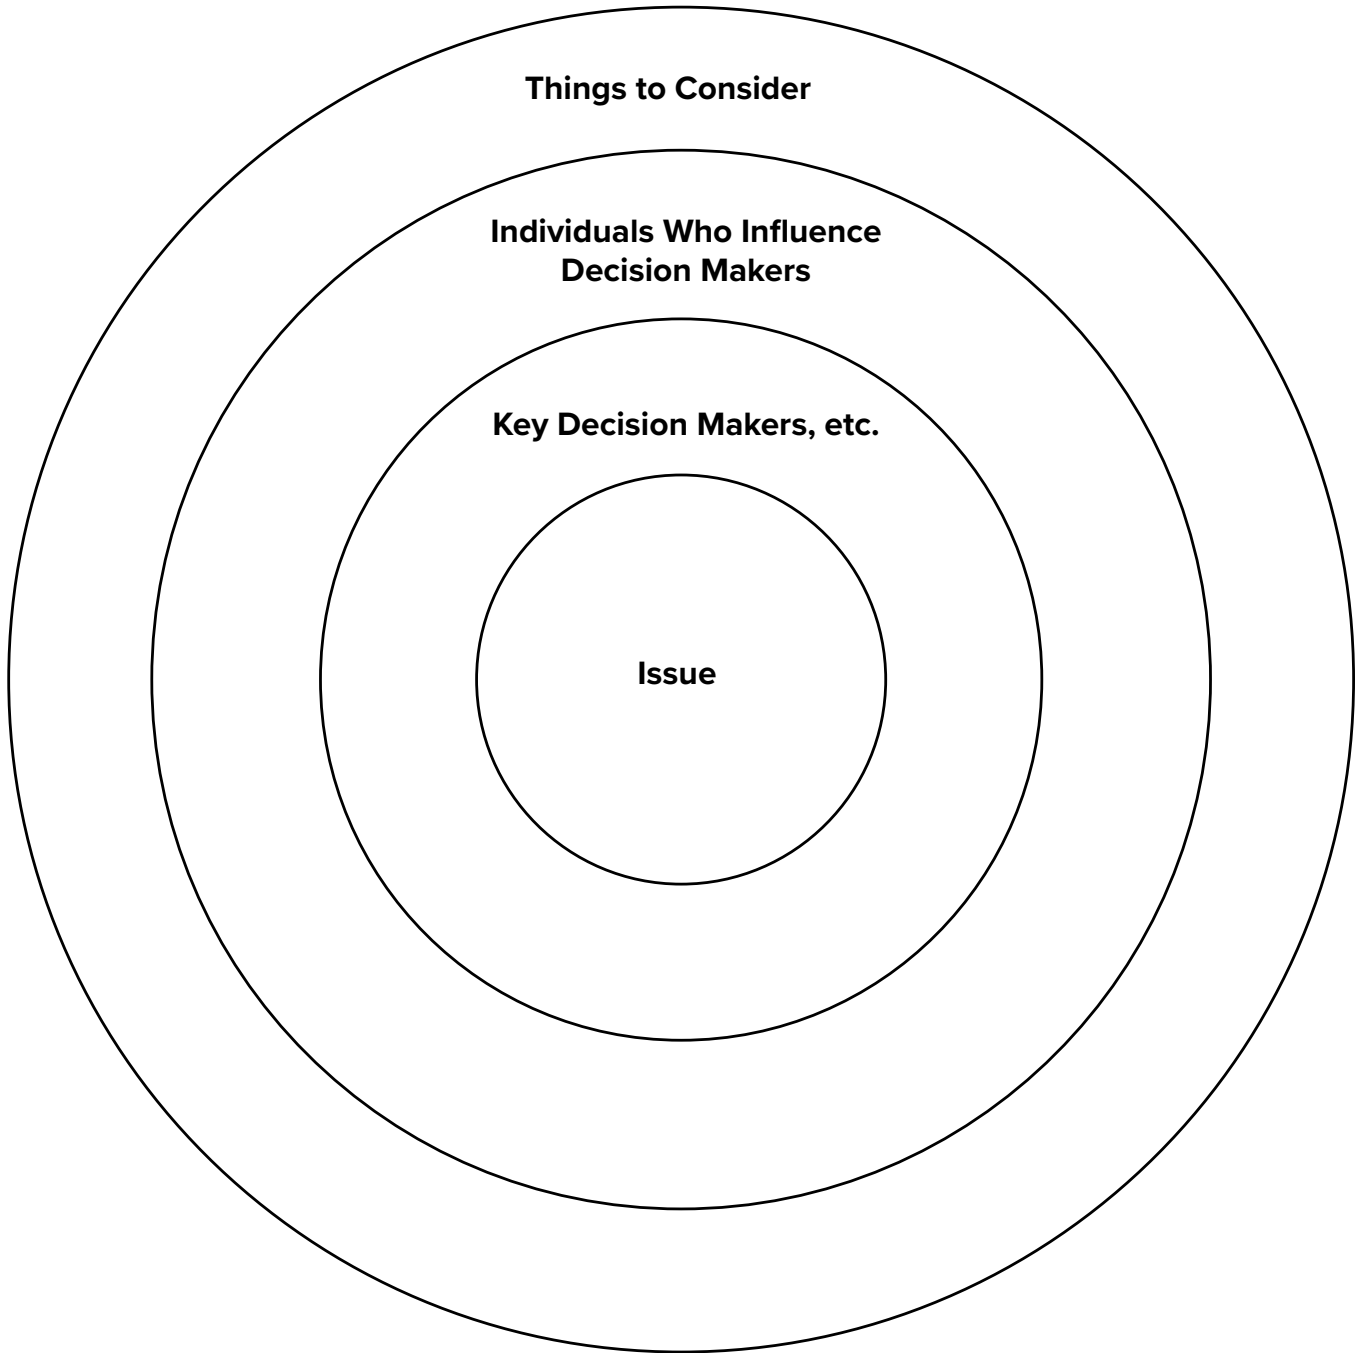 Things to Consider
Individuals Who Influence
Decision Makers
Key Decision Makers, etc.
Issue